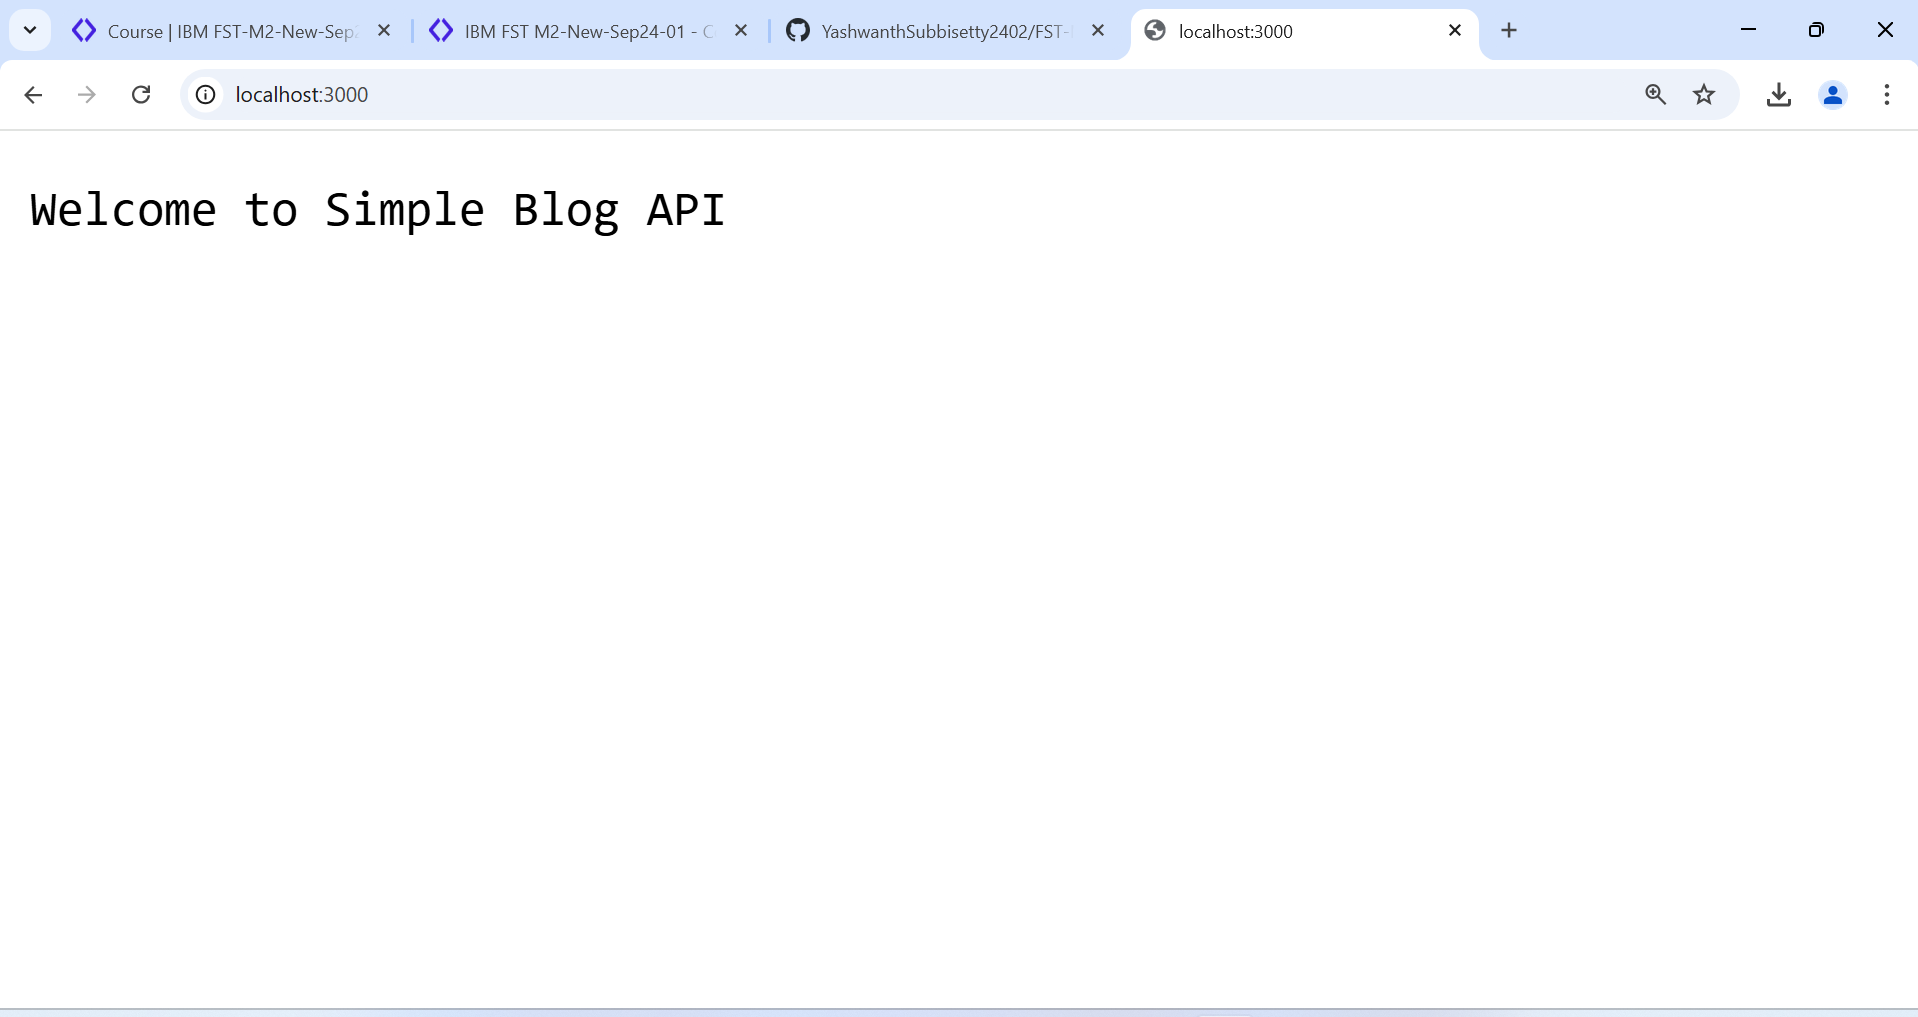 Course | IBM FST-M2-New-Sep
IBM FST M2-New-Sep24-01 - C
YashwanthSubbisetty2402/FST-
localhost:3000
localhost:3000
Welcome to Simple Blog API